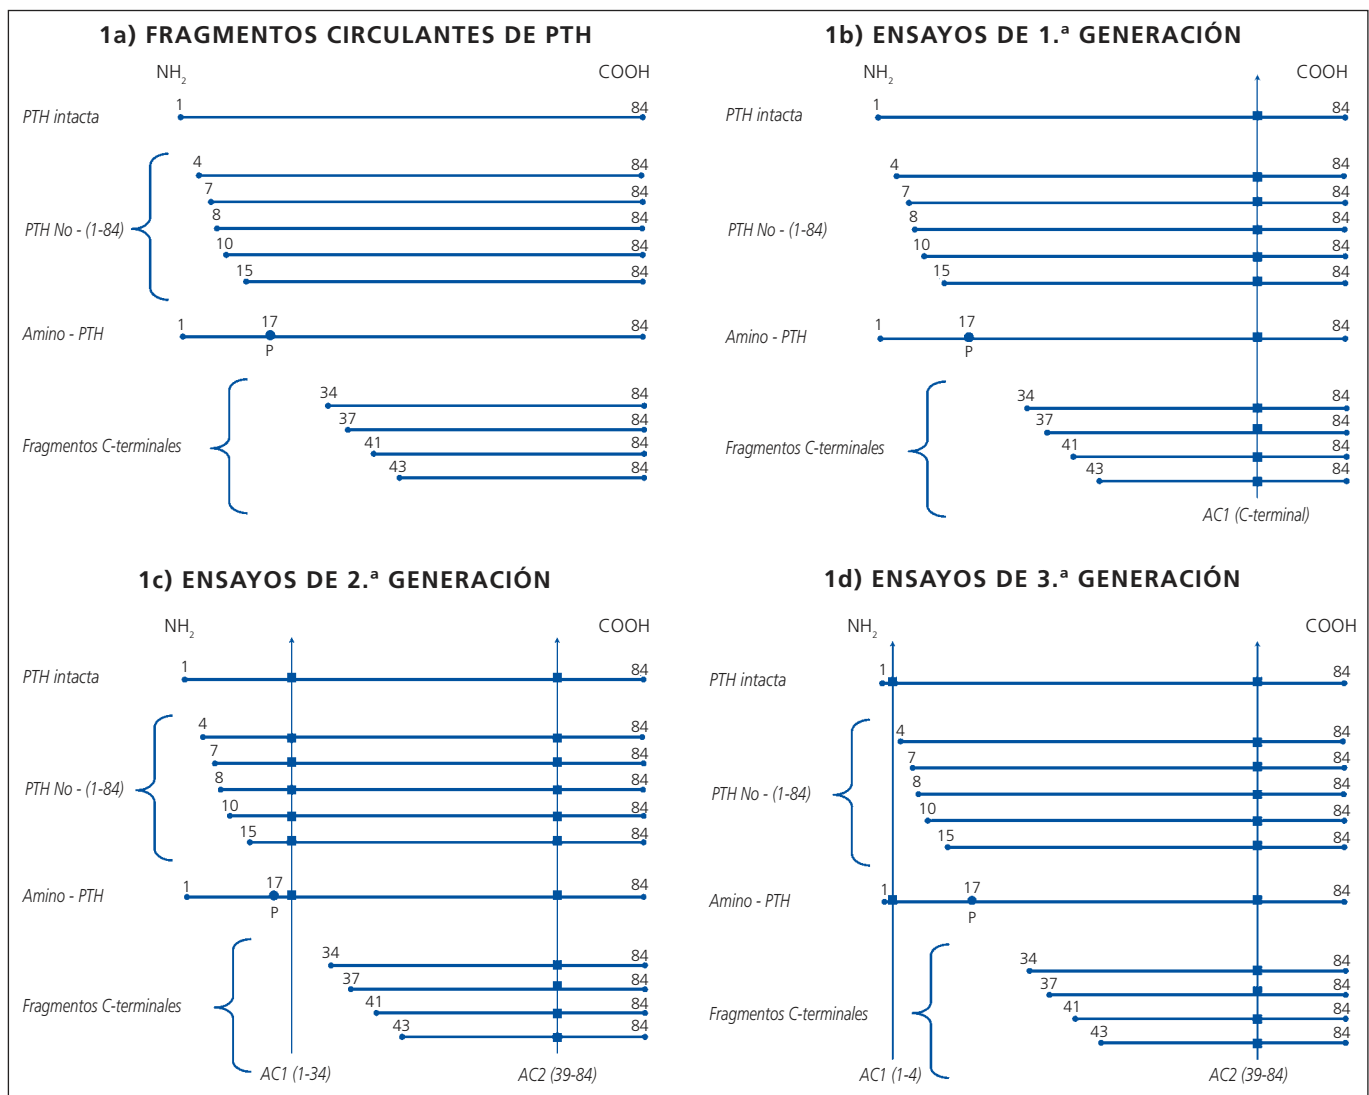 1a) FRAGMENTOS CIRCULANTES DE PTH
NH2 COOH
PTH intacta 1 84
4 84
7 84
PTH No - (1-84) 8 84
10 84
15 84
Amino - PTH 1 17 84
P
34 84
37 84
Fragmentos C-terminales 41 84
43 84
1b) ENSAYOS DE 1.ª GENERACIÓN
NH2 COOH
PTH intacta 1 84
4 84
7 84
PTH No - (1-84) 8 84
10 84
15 84
Amino - PTH 1 17 84
P
34 84
37 84
Fragmentos C-terminales 41 84
43 84
AC1 (C-terminal)
1c) ENSAYOS DE 2.ª GENERACIÓN
NH2 COOH
PTH intacta 1 84
4 84
7 84
PTH No - (1-84) 8 84
10 84
15 84
Amino - PTH 1 17 84
P
34 84
37 84
Fragmentos C-terminales 41 84
43 84
AC1 (1-34) AC2 (39-84)
1d) ENSAYOS DE 3.ª GENERACIÓN
NH2 COOH
PTH intacta 1 84
4 84
7 84
PTH No - (1-84) 8 84
10 84
15 84
Amino - PTH 1 17 84
P
34 84
37 84
Fragmentos C-terminales 41 84
43 84
AC1 (1-4) AC2 (39-84)